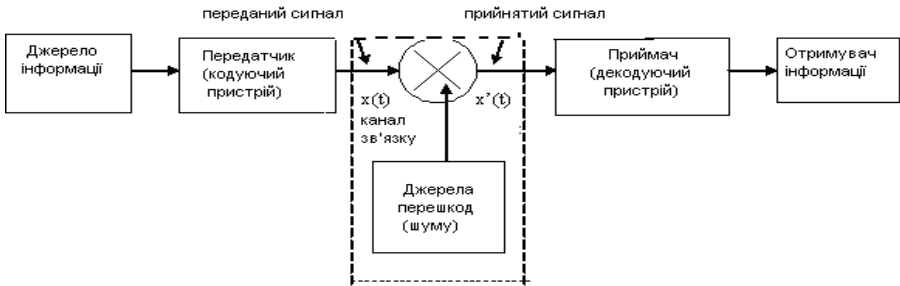 переданий сигнал
прийнятий сигнал
Джерело
інформації
Передатчик
(кодуючий
пристрій)
x(t)
канал
зв'язку
x’(t)
Приймач
(декодуючий
пристрій)
Отримувач
інформації
Джерела
перешкод
(шуму)